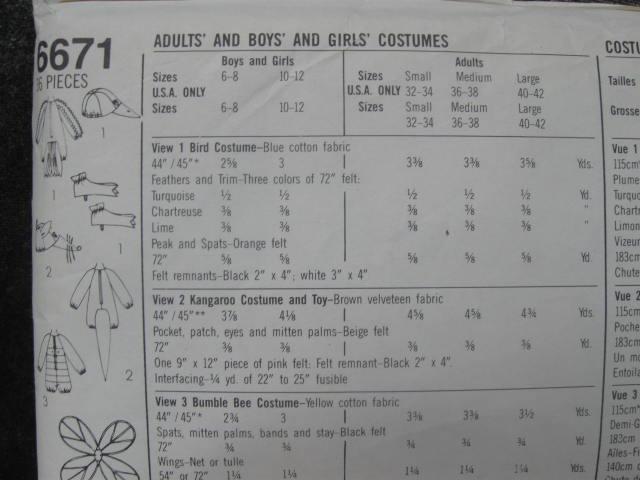 6671
6 PIECES
1
1
2
1
2
3
ADULTS' AND BOYS' AND GIRLS' COSTUMES
Boys and Girls Adults
Sizes 6–8 10–12 Sizes Small Medium Large
U.S.A. ONLY U.S.A. ONLY 32–34 36–38 40–42
Sizes 6–8 10–12 Sizes Small Medium Large
32–34 36–38 40–42
View 1 Bird Costume–Blue cotton fabric
44" / 45"* 2⅝ 3 3⅜ 3⅜ 3⅝ Yds.
Feathers and Trim–Three colors of 72" felt:
Turquoise ½ ½ ½ ½ ½ Yd.
Chartreuse ⅜ ⅜ ⅜ ⅜ ⅜ "
Lime ⅜ ⅜ ⅜ ⅜ ⅜ "
Peak and Spats–Orange felt
72" ⅝ ⅝ ⅝ ⅝ ⅝ Yd.
Felt remnants–Black 2" x 4"; white 3" x 4"
View 2 Kangaroo Costume and Toy–Brown velveteen fabric
44" / 45"** 3⅞ 4⅛ 4⅝ 4⅝ 4¾ Yds.
Pocket, patch, eyes and mitten palms–Beige felt
72" ⅜ ⅜ ⅜ ⅜ ⅜ Yd.
One 9" x 12" piece of pink felt: Felt remnant–Black 2" x 4".
Interfacing–¼ yd. of 22" to 25" fusible
View 3 Bumble Bee Costume–Yellow cotton fabric
44" / 45"* 2¾ 3 3⅜ 3⅜ 3½ Yds.
Spats, mitten palms, bands and stay–Black felt
72" ¾ ¾ ¾ ¾ ¾ Yd.
Wings–Net or tulle
54" or 72" 1¼ 1¼ 1¼ 1¼ 1¼ Yds.
COSTU
Tailles
Grosse
Vue 1
115cm*
Plume
Turquo
Chartr
Limon
Vizeur
183cm
Chute
Vue 2
115cm
Poche
183cm
Un mo
Entoila
Vue 3
115cm*
Demi-G
183cm
Ailes-Fi
140cm